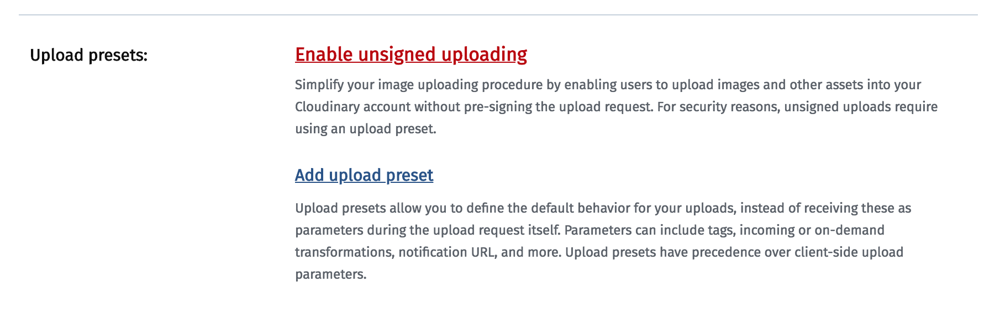 Upload presets:
Enable unsigned uploading
Simplify your image uploading procedure by enabling users to upload images and other assets into your
Cloudinary account without pre-signing the upload request. For security reasons, unsigned uploads require
using an upload preset.
Add upload preset
Upload presets allow you to define the default behavior for your uploads, instead of receiving these as
parameters during the upload request itself. Parameters can include tags, incoming or on-demand
transformations, notification URL, and more. Upload presets have precedence over client-side upload
parameters.